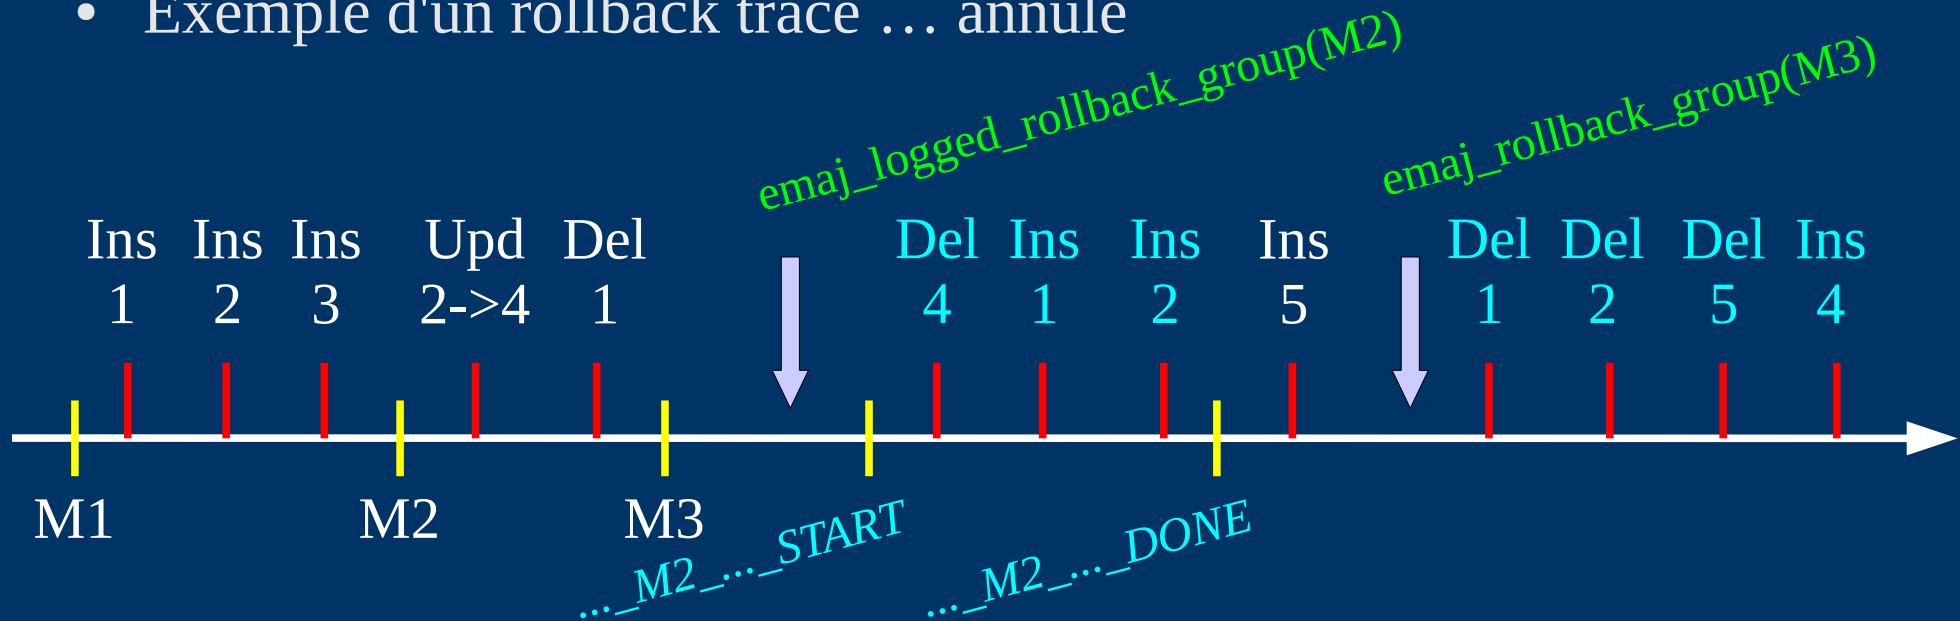 • Exemple d'un rollback tracé … annulé
emaj_logged_rollback_group(M2)
emaj_rollback_group(M3)
Ins Ins Ins Upd Del Del Ins Ins Ins Del Del Del Ins
1 2 3 2->4 1 4 1 2 5 1 2 5 4
M1 M2 M3
..._M2_..._START ..._M2_..._DONE